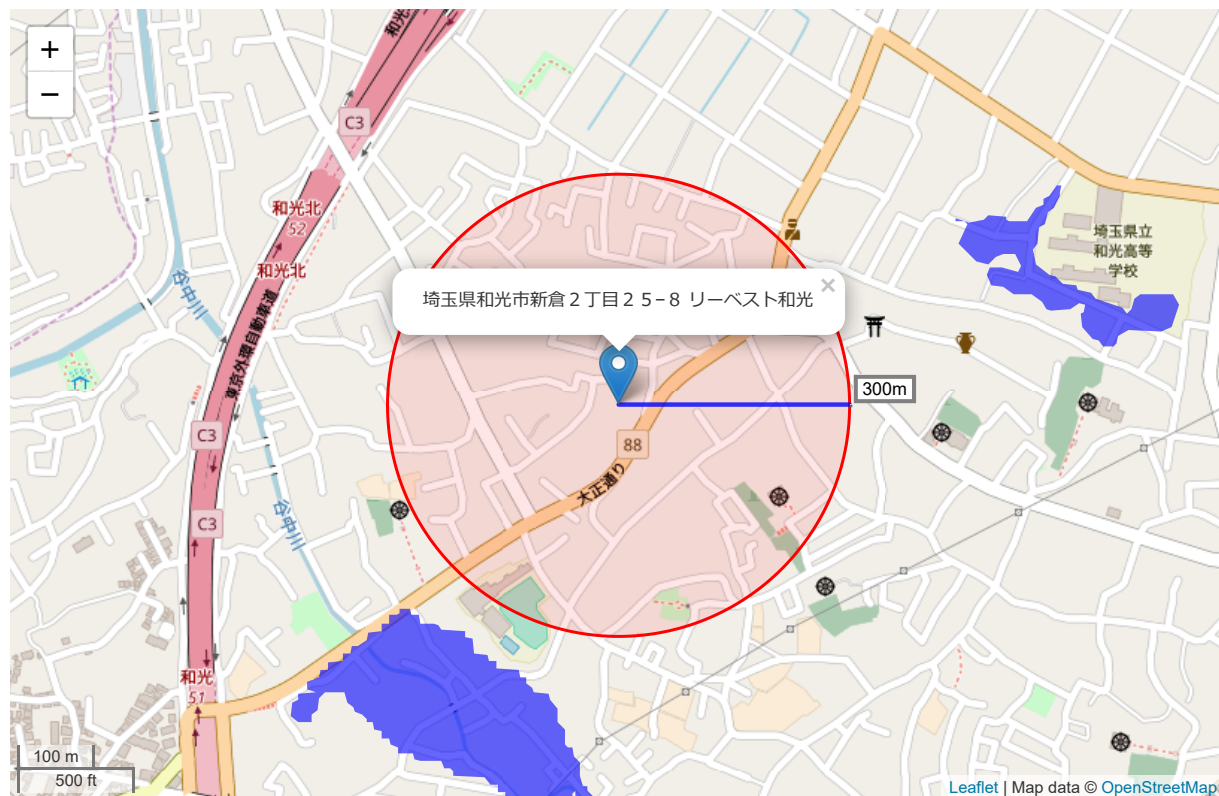 +
−
和光
C3
和光北
52
和光北
谷中川
東京外環自動車道
埼玉県立
和光高等
学校
埼玉県和光市新倉２丁目２５−８ リーベスト和光
×
300m
C3
88
大正通り
C3
谷中川
和光
51
100 m
500 ft
Leaflet | Map data © OpenStreetMap